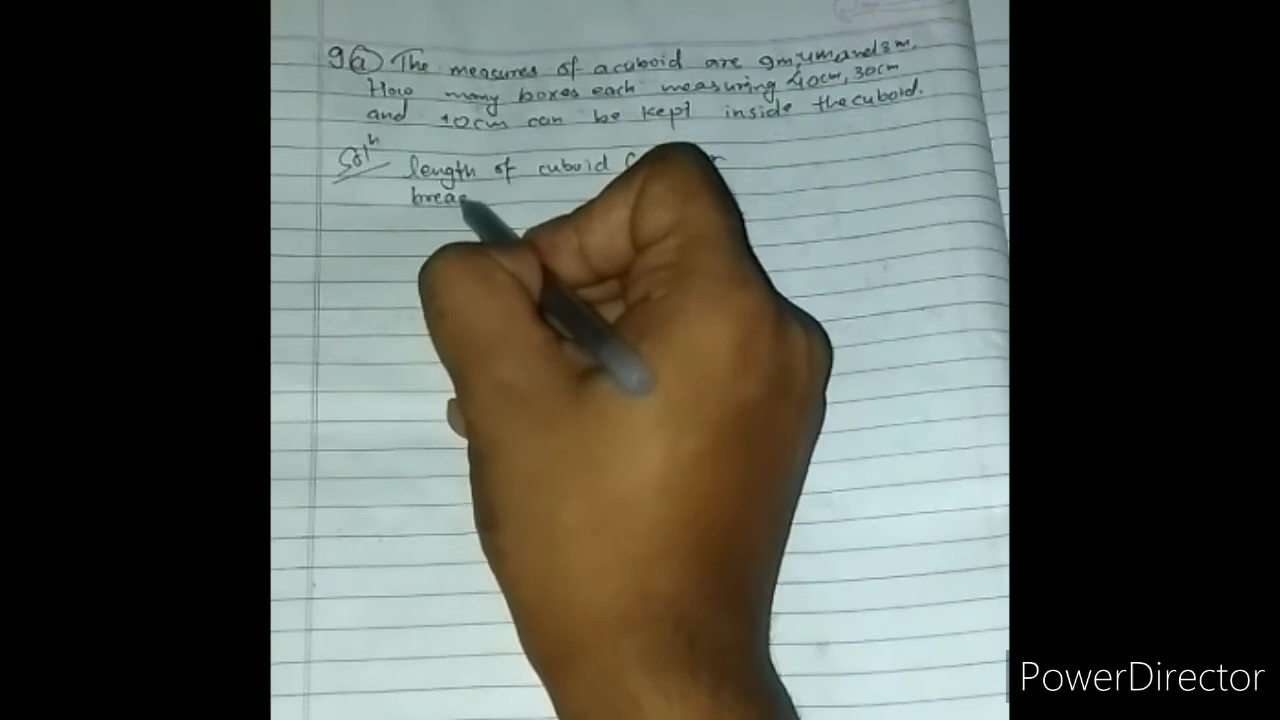 9(a) The measures of a cuboid are 9m, 4m and 3m.
How many boxes each measuring 40cm, 30cm
and 10cm can be kept inside the cuboid.
Solⁿ
length of cuboid
brea
PowerDirector